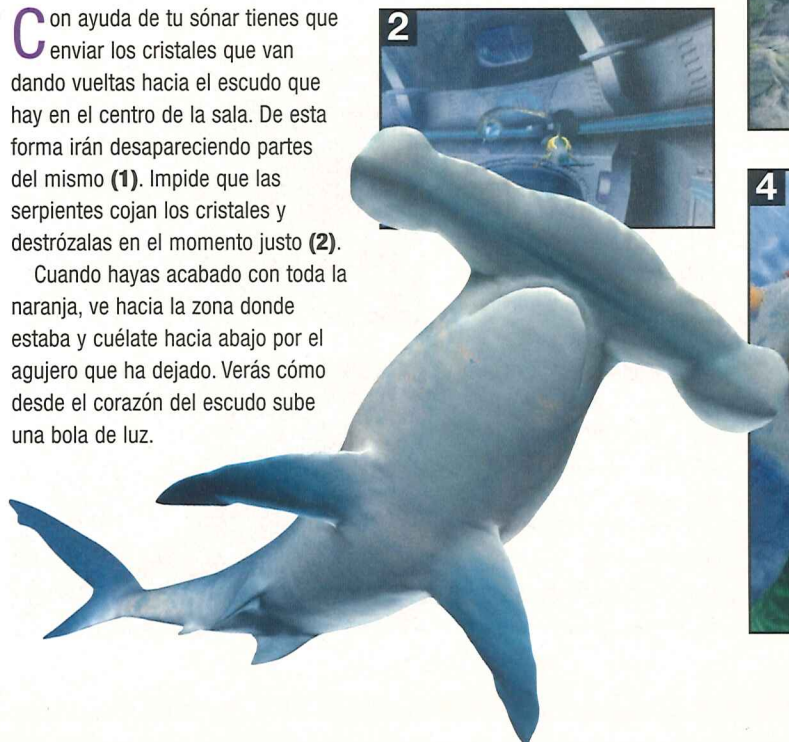 Con ayuda de tu sónar tienes que
enviar los cristales que van
dando vueltas hacia el escudo que
hay en el centro de la sala. De esta
forma irán desapareciendo partes
del mismo (1). Impide que las
serpientes cojan los cristales y
destrózalas en el momento justo (2).
Cuando hayas acabado con toda la
naranja, ve hacia la zona donde
estaba y cuélate hacia abajo por el
agujero que ha dejado. Verás cómo
desde el corazón del escudo sube
una bola de luz.
2
4